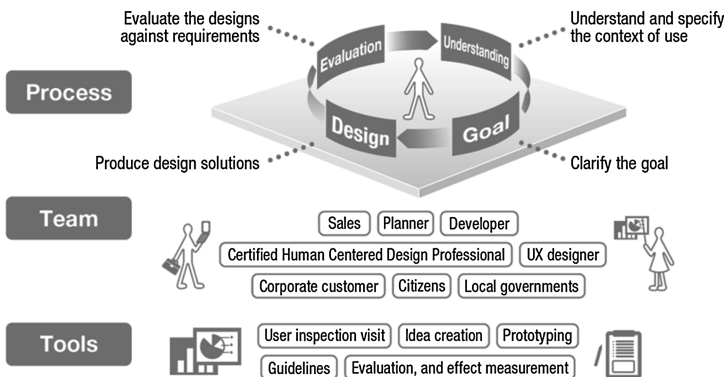 Evaluate the designs
against requirements
Understand and specify
the context of use
Evaluation
Understanding
Process
Design
Goal
Produce design solutions
Clarify the goal
Team
Sales
Planner
Developer
Certified Human Centered Design Professional
UX designer
Corporate customer
Citizens
Local governments
Tools
User inspection visit
Idea creation
Prototyping
Guidelines
Evaluation, and effect measurement